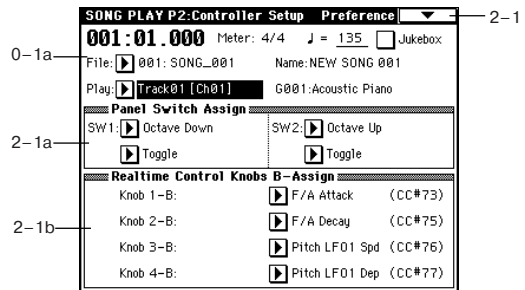 SONG PLAY P2:Controller Setup Preference
2-1
001:01.000 Meter: 4/4 ♩ = 135 Jukebox
0-1a
File: 001: SONG_001 Name:NEW SONG 001
Play: Track01 [Ch01] G001:Acoustic Piano
Panel Switch Assign
2-1a
SW1: Octave Down SW2: Octave Up
Toggle Toggle
Realtime Control Knobs B-Assign
2-1b
Knob 1-B: F/A Attack (CC#73)
Knob 2-B: F/A Decay (CC#75)
Knob 3-B: Pitch LFO1 Spd (CC#76)
Knob 4-B: Pitch LFO1 Dep (CC#77)